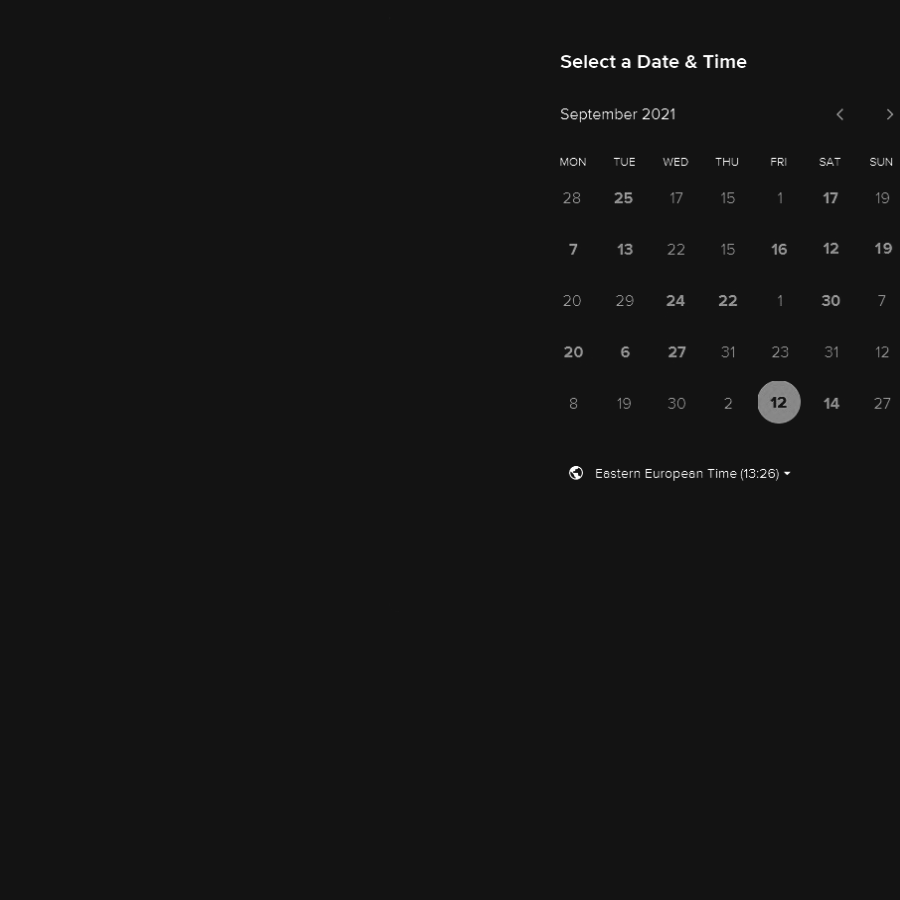 Select a Date & Time
September 2021
MON TUE WED THU FRI SAT SUN
28 25 17 15 1 17 19
7 13 22 15 16 12 19
20 29 24 22 1 30 7
20 6 27 31 23 31 12
8 19 30 2 12 14 27
Eastern European Time (13:26)